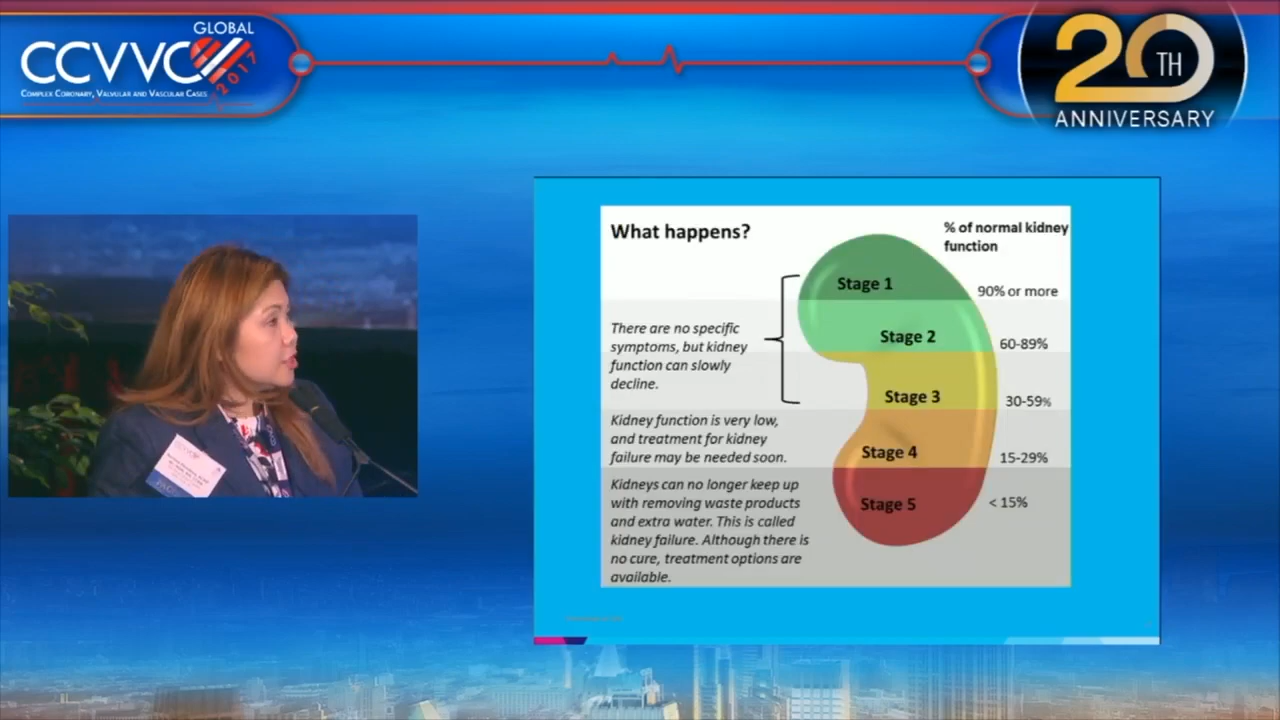 GLOBAL
CCVVC
2017
COMPLEX CORONARY, VALVULAR AND VASCULAR CASES
20TH
ANNIVERSARY
What happens?
% of normal kidney
function
Stage 1
90% or more
There are no specific
symptoms, but kidney
function can slowly
decline.
Stage 2
60-89%
Stage 3
30-59%
Kidney function is very low,
and treatment for kidney
failure may be needed soon.
Stage 4
15-29%
Kidneys can no longer keep up
with removing waste products
and extra water. This is called
kidney failure. Although there is
no cure, treatment options are
available.
Stage 5
< 15%